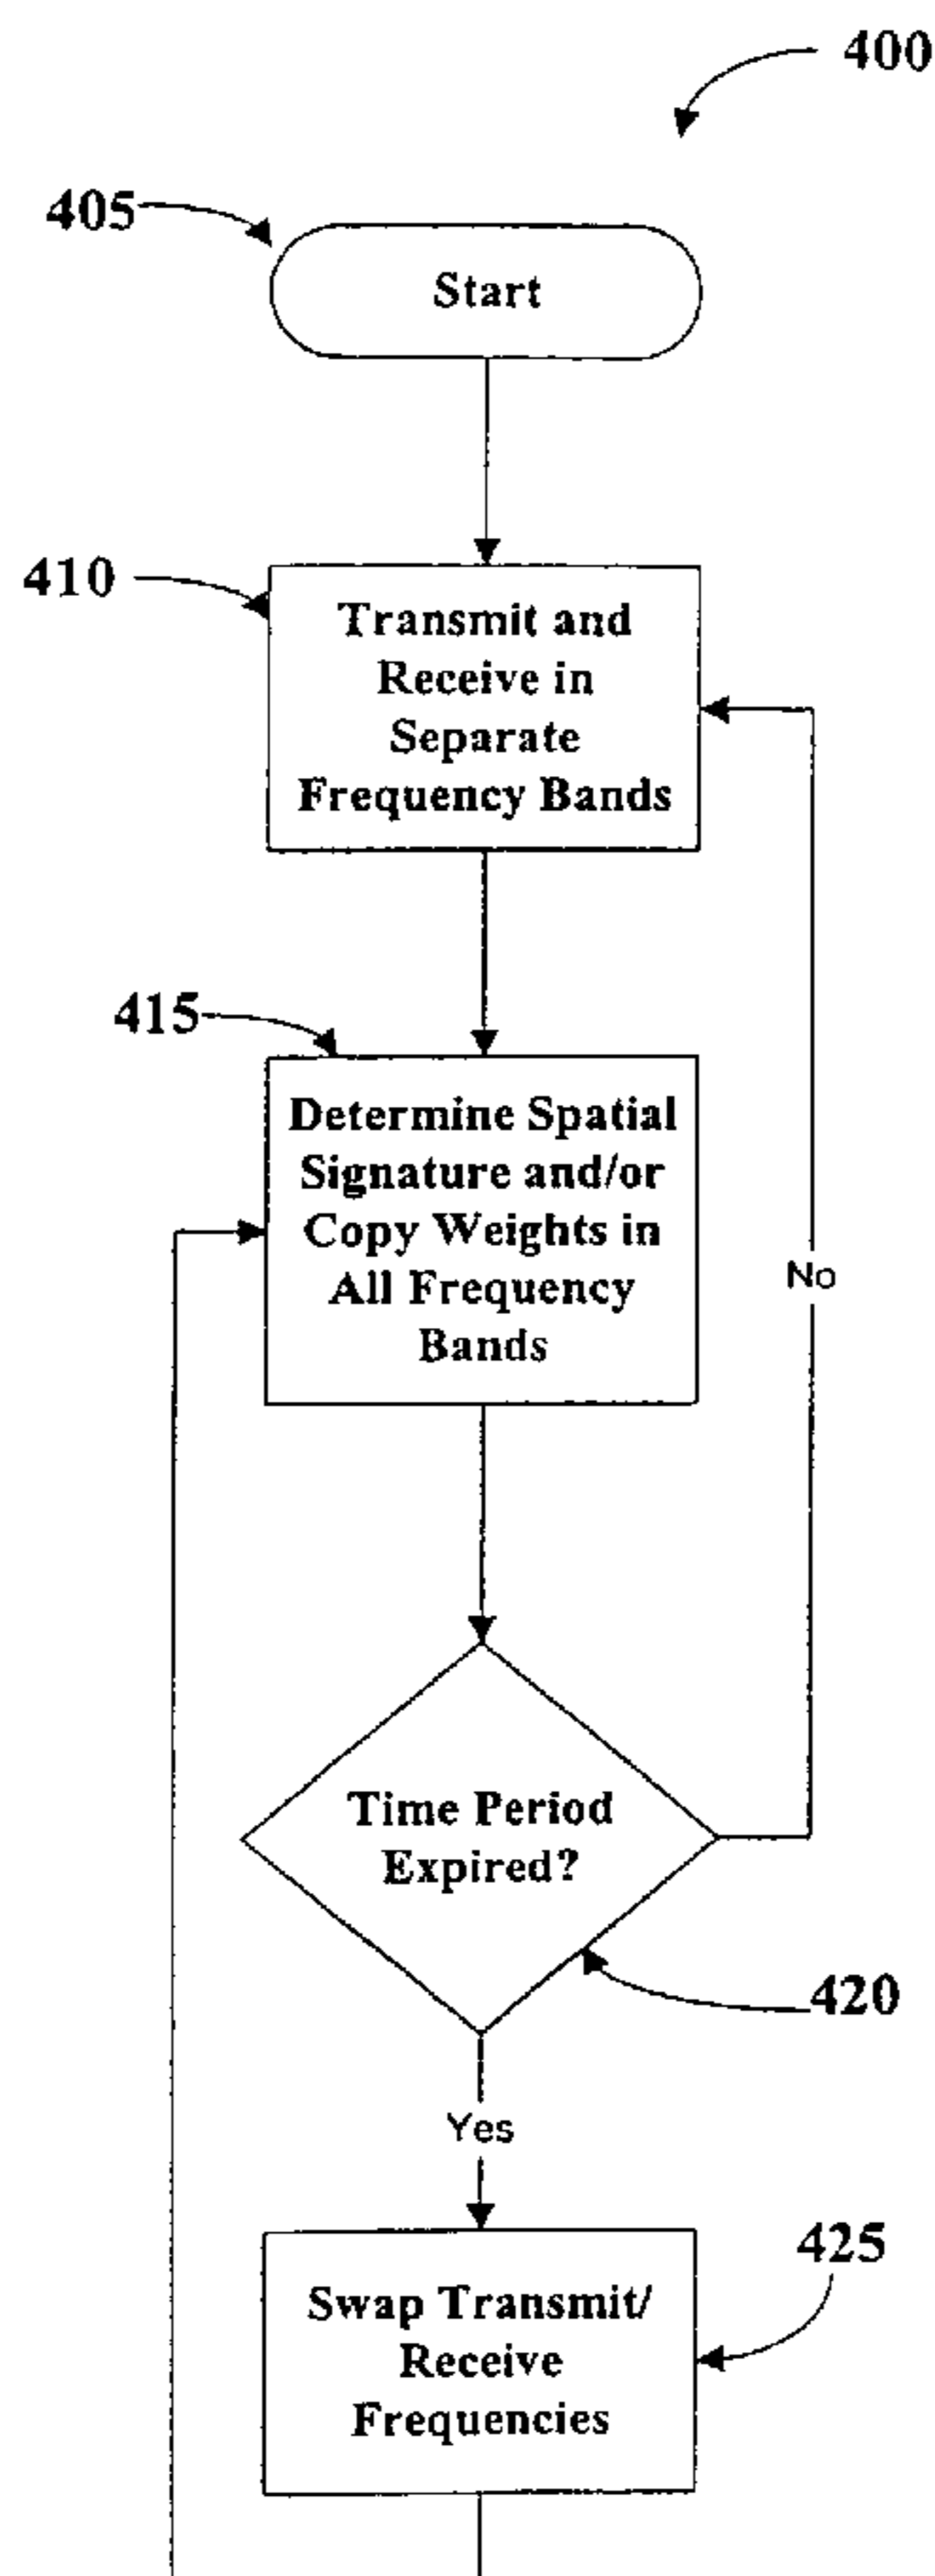 400
405
Start
410
Transmit and
Receive in
Separate
Frequency Bands
415
Determine Spatial
Signature and/or
Copy Weights in
All Frequency
Bands
No
Time Period
Expired?
420
Yes
425
Swap Transmit/
Receive
Frequencies